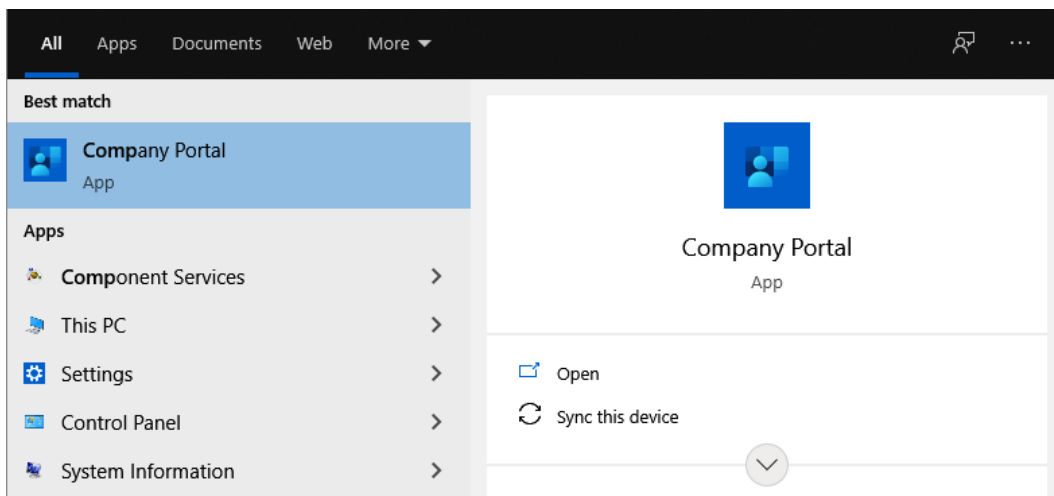 All Apps Documents Web More
Best match
Company Portal
App
Apps
Component Services
This PC
Settings
Control Panel
System Information
Company Portal
App
Open
Sync this device